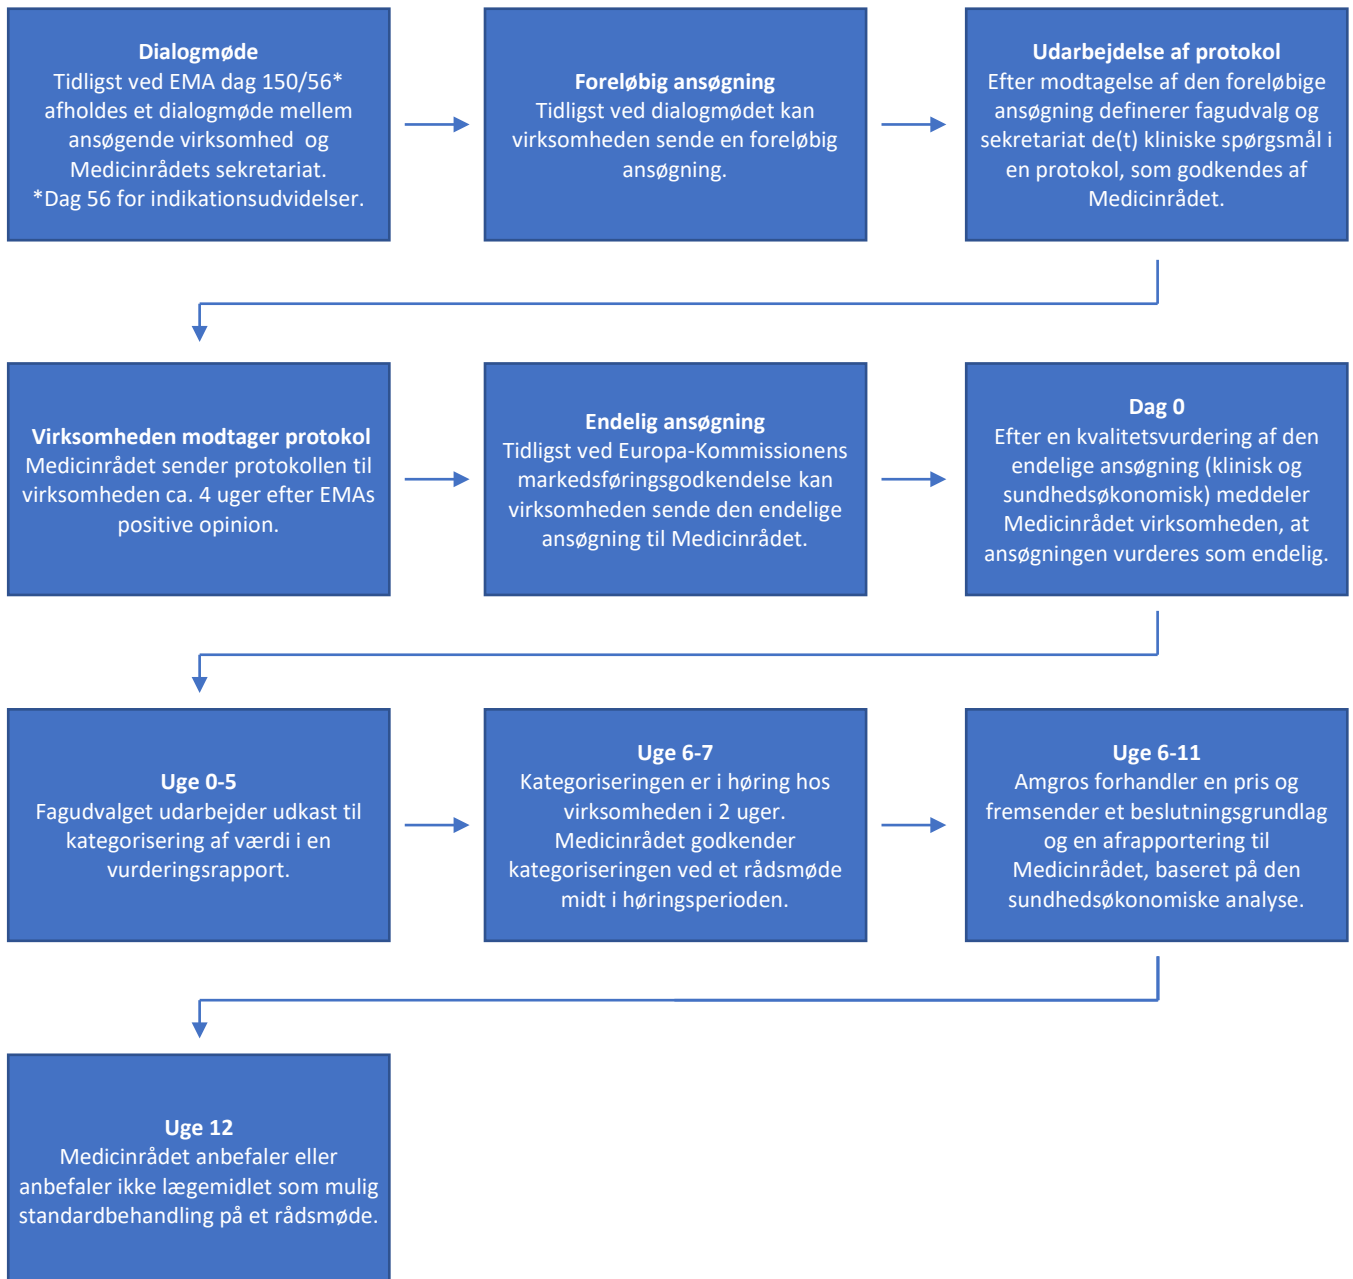 Dialogmøde
Tidligst ved EMA dag 150/56*
afholdes et dialogmøde mellem
ansøgende virksomhed og
Medicinrådets sekretariat.
*Dag 56 for indikationsudvidelser.
Foreløbig ansøgning
Tidligst ved dialogmødet kan
virksomheden sende en foreløbig
ansøgning.
Udarbejdelse af protokol
Efter modtagelse af den foreløbige
ansøgning definerer fagudvalg og
sekretariat de(t) kliniske spørgsmål i
en protokol, som godkendes af
Medicinrådet.
Virksomheden modtager protokol
Medicinrådet sender protokollen til
virksomheden ca. 4 uger efter EMAs
positive opinion.
Endelig ansøgning
Tidligst ved Europa-Kommissionens
markedsføringsgodkendelse kan
virksomheden sende den endelige
ansøgning til Medicinrådet.
Dag 0
Efter en kvalitetsvurdering af den
endelige ansøgning (klinisk og
sundhedsøkonomisk) meddeler
Medicinrådet virksomheden, at
ansøgningen vurderes som endelig.
Uge 0-5
Fagudvalget udarbejder udkast til
kategorisering af værdi i en
vurderingsrapport.
Uge 6-7
Kategoriseringen er i høring hos
virksomheden i 2 uger.
Medicinrådet godkender
kategoriseringen ved et rådsmøde
midt i høringsperioden.
Uge 6-11
Amgros forhandler en pris og
fremsender et beslutningsgrundlag
og en afrapportering til
Medicinrådet, baseret på den
sundhedsøkonomiske analyse.
Uge 12
Medicinrådet anbefaler eller
anbefaler ikke lægemidlet som mulig
standardbehandling på et rådsmøde.